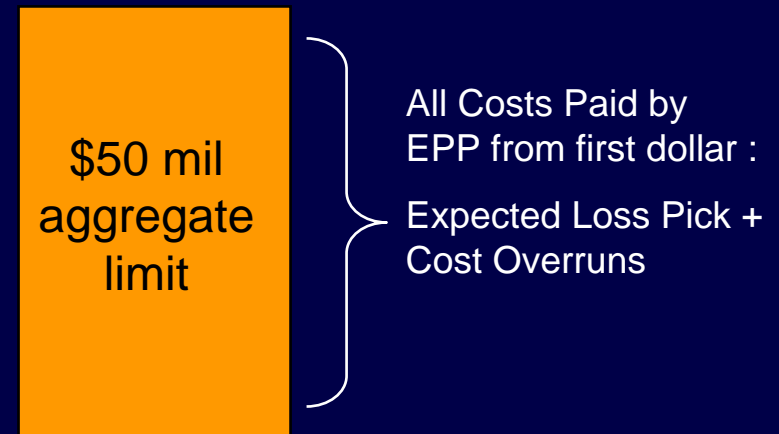 $50 mil
aggregate
limit
All Costs Paid by
EPP from first dollar :
Expected Loss Pick +
Cost Overruns